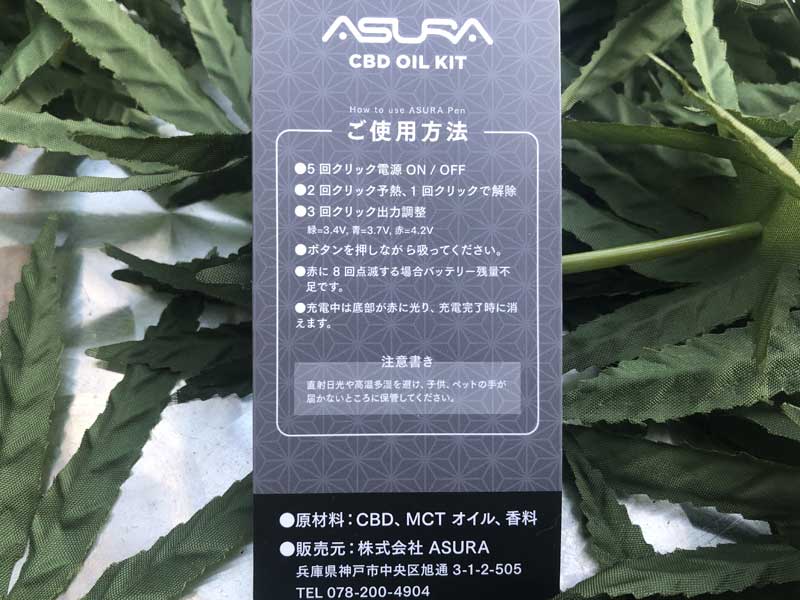 ASURA
CBD OIL KIT
How to use ASURA Pen
ご使用方法
●5 回クリック電源 ON / OFF
●2 回クリック予熱、1 回クリックで解除
●3 回クリック出力調整
緑=3.4V, 青=3.7V, 赤=4.2V
●ボタンを押しながら吸ってください。
●赤に 8 回点滅する場合バッテリー残量不
足です。
●充電中は底部が赤に光り、充電完了時に消
えます。
注意書き
直射日光や高温多湿を避け、子供、ペットの手が
届かないところに保管してください。
●原材料：CBD、MCT オイル、香料
●販売元：株式会社 ASURA
兵庫県神戸市中央区旭通 3-1-2-505
TEL 078-200-4904